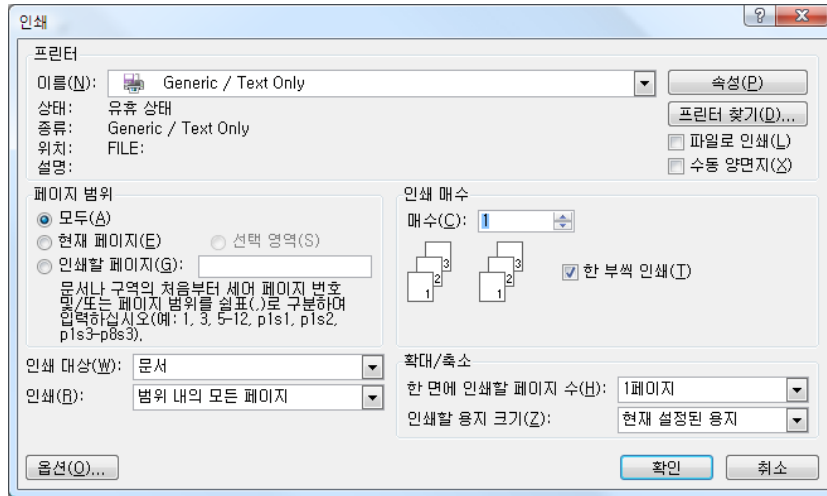 인쇄
프린터
이름(N): Generic / Text Only
속성(P)
상태: 유휴 상태
프린터 찾기(D)...
종류: Generic / Text Only
위치: FILE:
파일로 인쇄(L)
설명:
수동 양면지(X)
페이지 범위
모두(A)
현재 페이지(E) 선택 영역(S)
인쇄할 페이지(G):
문서나 구역의 처음부터 세어 페이지 번호
및/또는 페이지 범위를 쉼표(,)로 구분하여
입력하십시오(예: 1, 3, 5-12, p1s1, p1s2,
p1s3-p8s3).
인쇄 매수
매수(C): 1
3 3
2 2
1 1
한 부씩 인쇄(T)
인쇄 대상(W): 문서
인쇄(R): 범위 내의 모든 페이지
확대/축소
한 면에 인쇄할 페이지 수(H): 1페이지
인쇄할 용지 크기(Z): 현재 설정된 용지
옵션(O)...
확인
취소